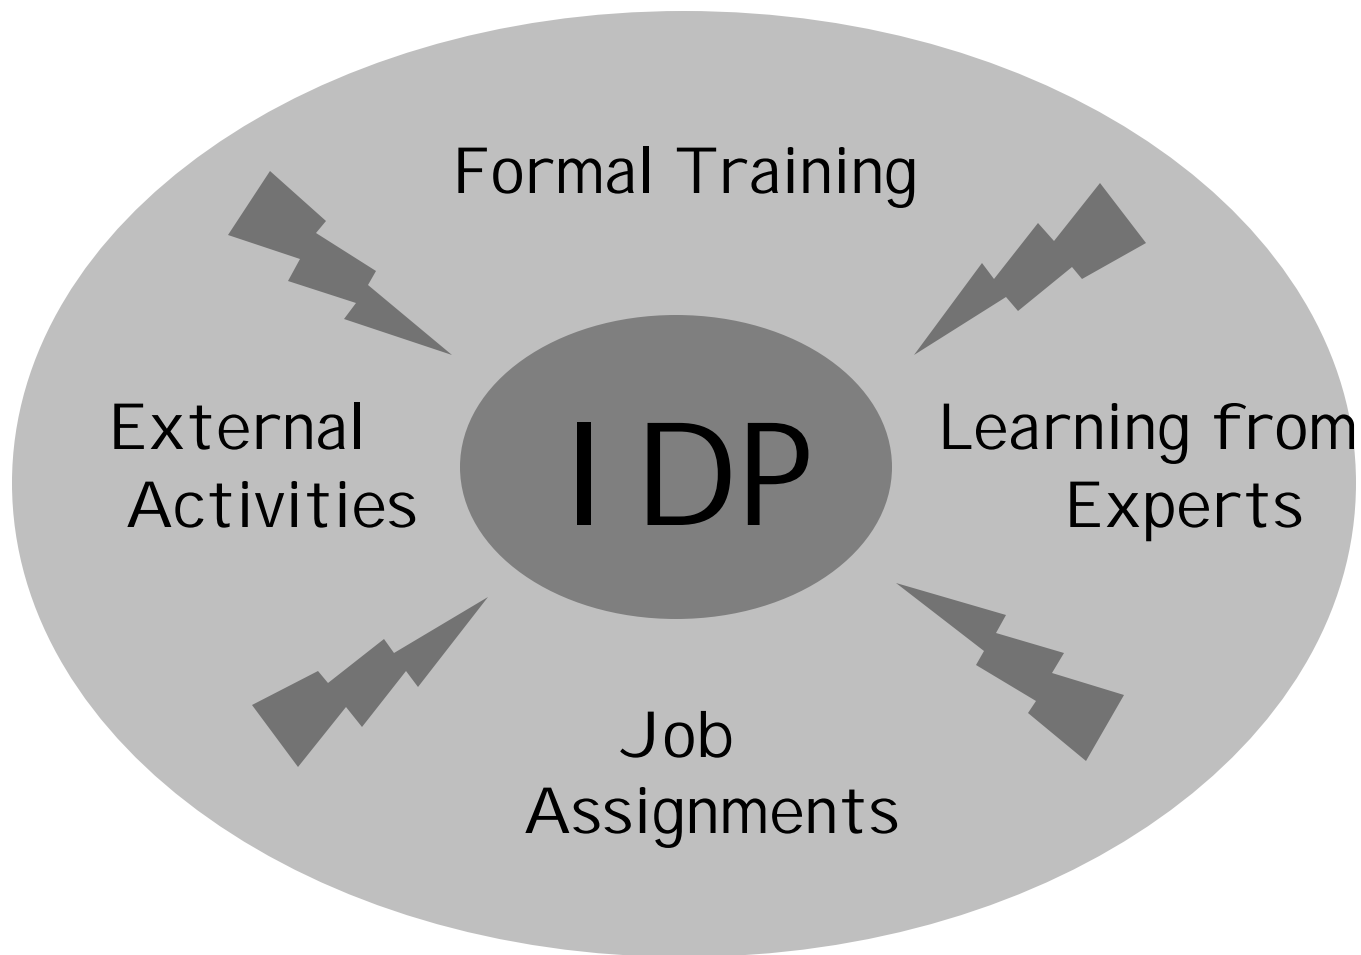 Formal Training
External
Activities
IDP
Learning from
Experts
Job
Assignments